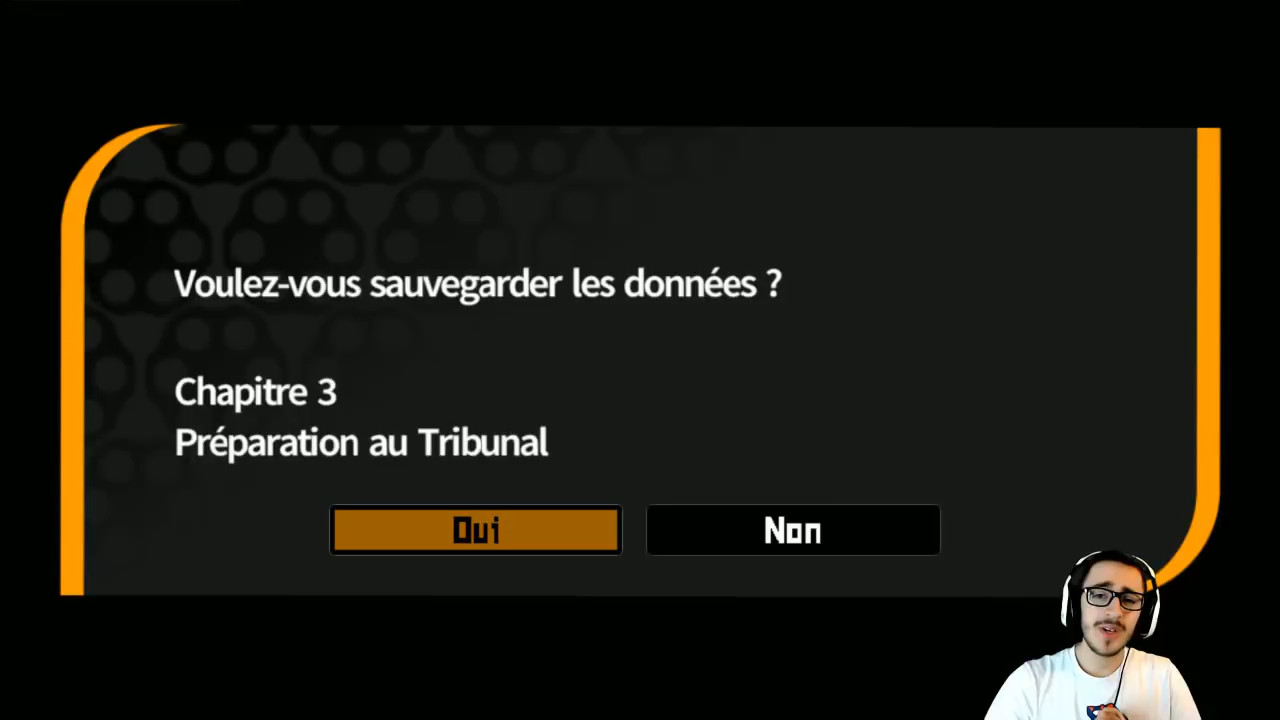 Voulez-vous sauvegarder les données ?
Chapitre 3
Préparation au Tribunal
Oui
Non